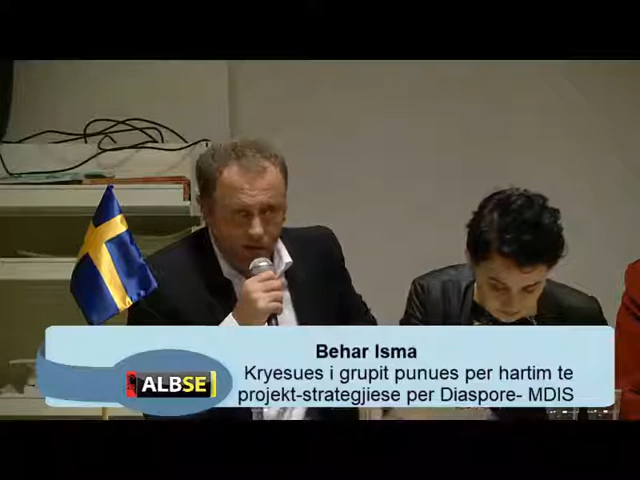 Behar Isma
Kryesues i grupit punues per hartim te
projekt-strategjiese per Diaspore- MDIS
ALBSE